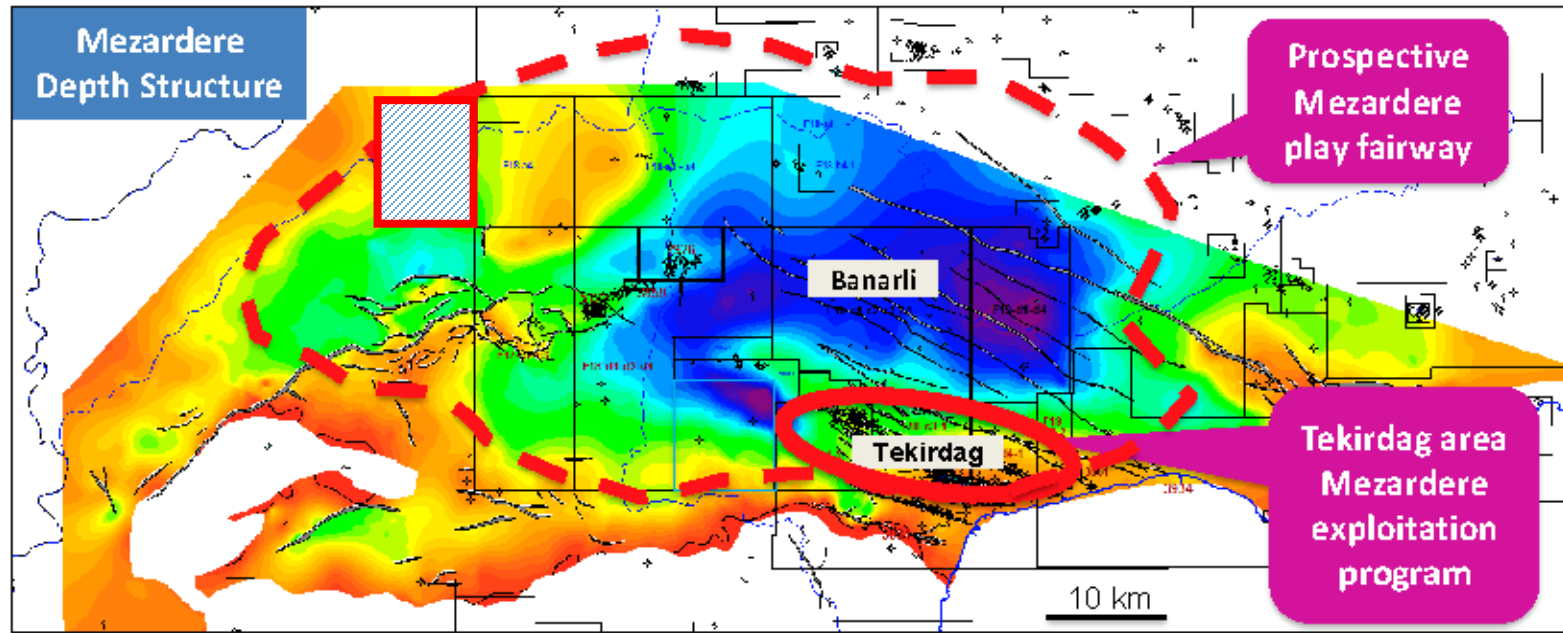 Mezardere
Depth Structure
Prospective
Mezardere
play fairway
Banarli
Tekirdag
Tekirdag area
Mezardere
exploitation
program
10 km